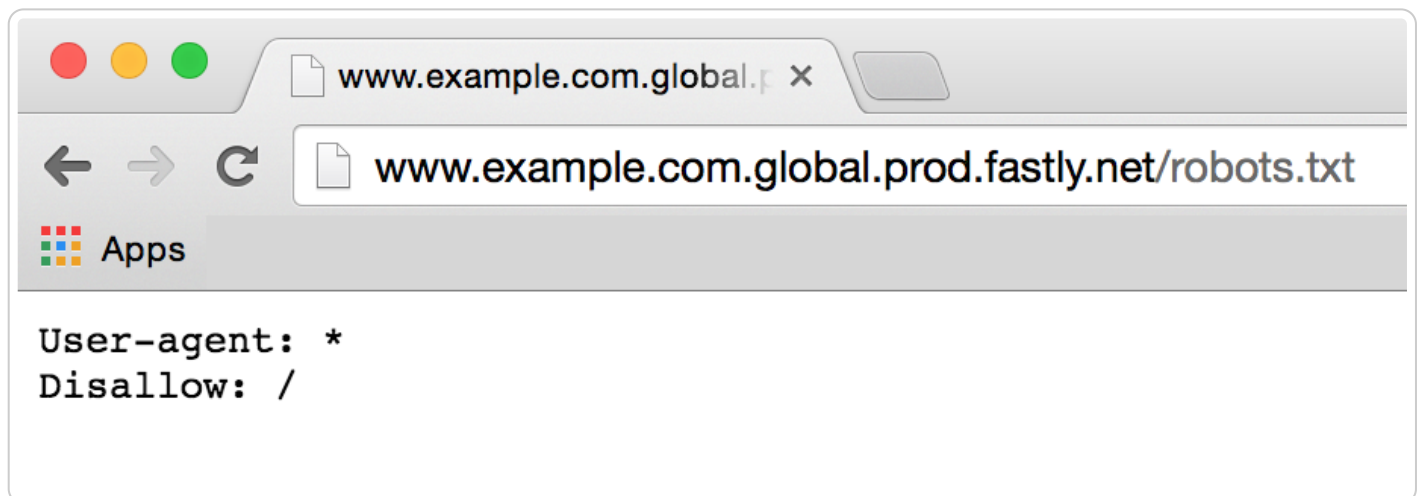 www.example.com.global.p
www.example.com.global.prod.fastly.net/robots.txt
Apps
User-agent: *
Disallow: /